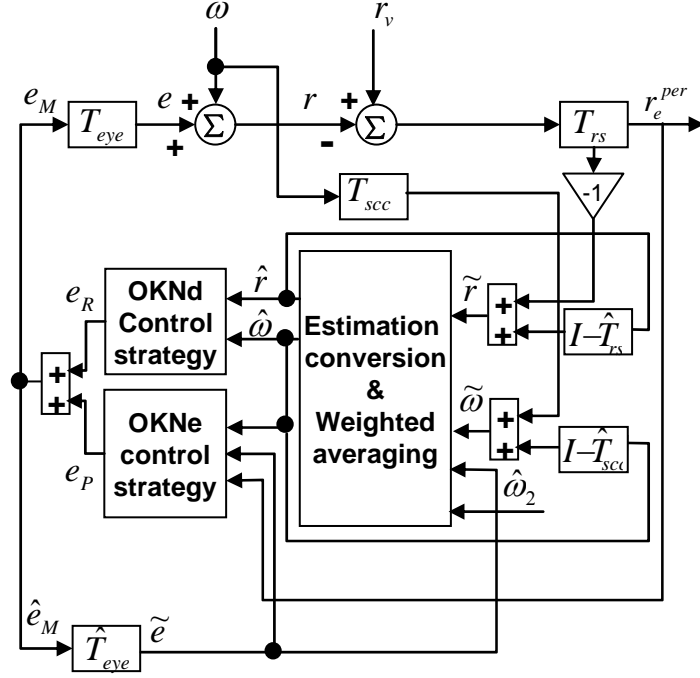 ω
r_v
e_M
T_eye
e
+
+
Σ
r
+
-
Σ
T_rs
r_e^per
-1
T_scc
OKNd
Control
strategy
r̂
ω̂
e_R
+
+
OKNe
control
strategy
e_P
Estimation
conversion
&
Weighted
averaging
r̃
+
+
I−T̂_rs
ω̃
+
+
I−T̂_scc
ω̂_2
ê_M
T̂_eye
ẽ